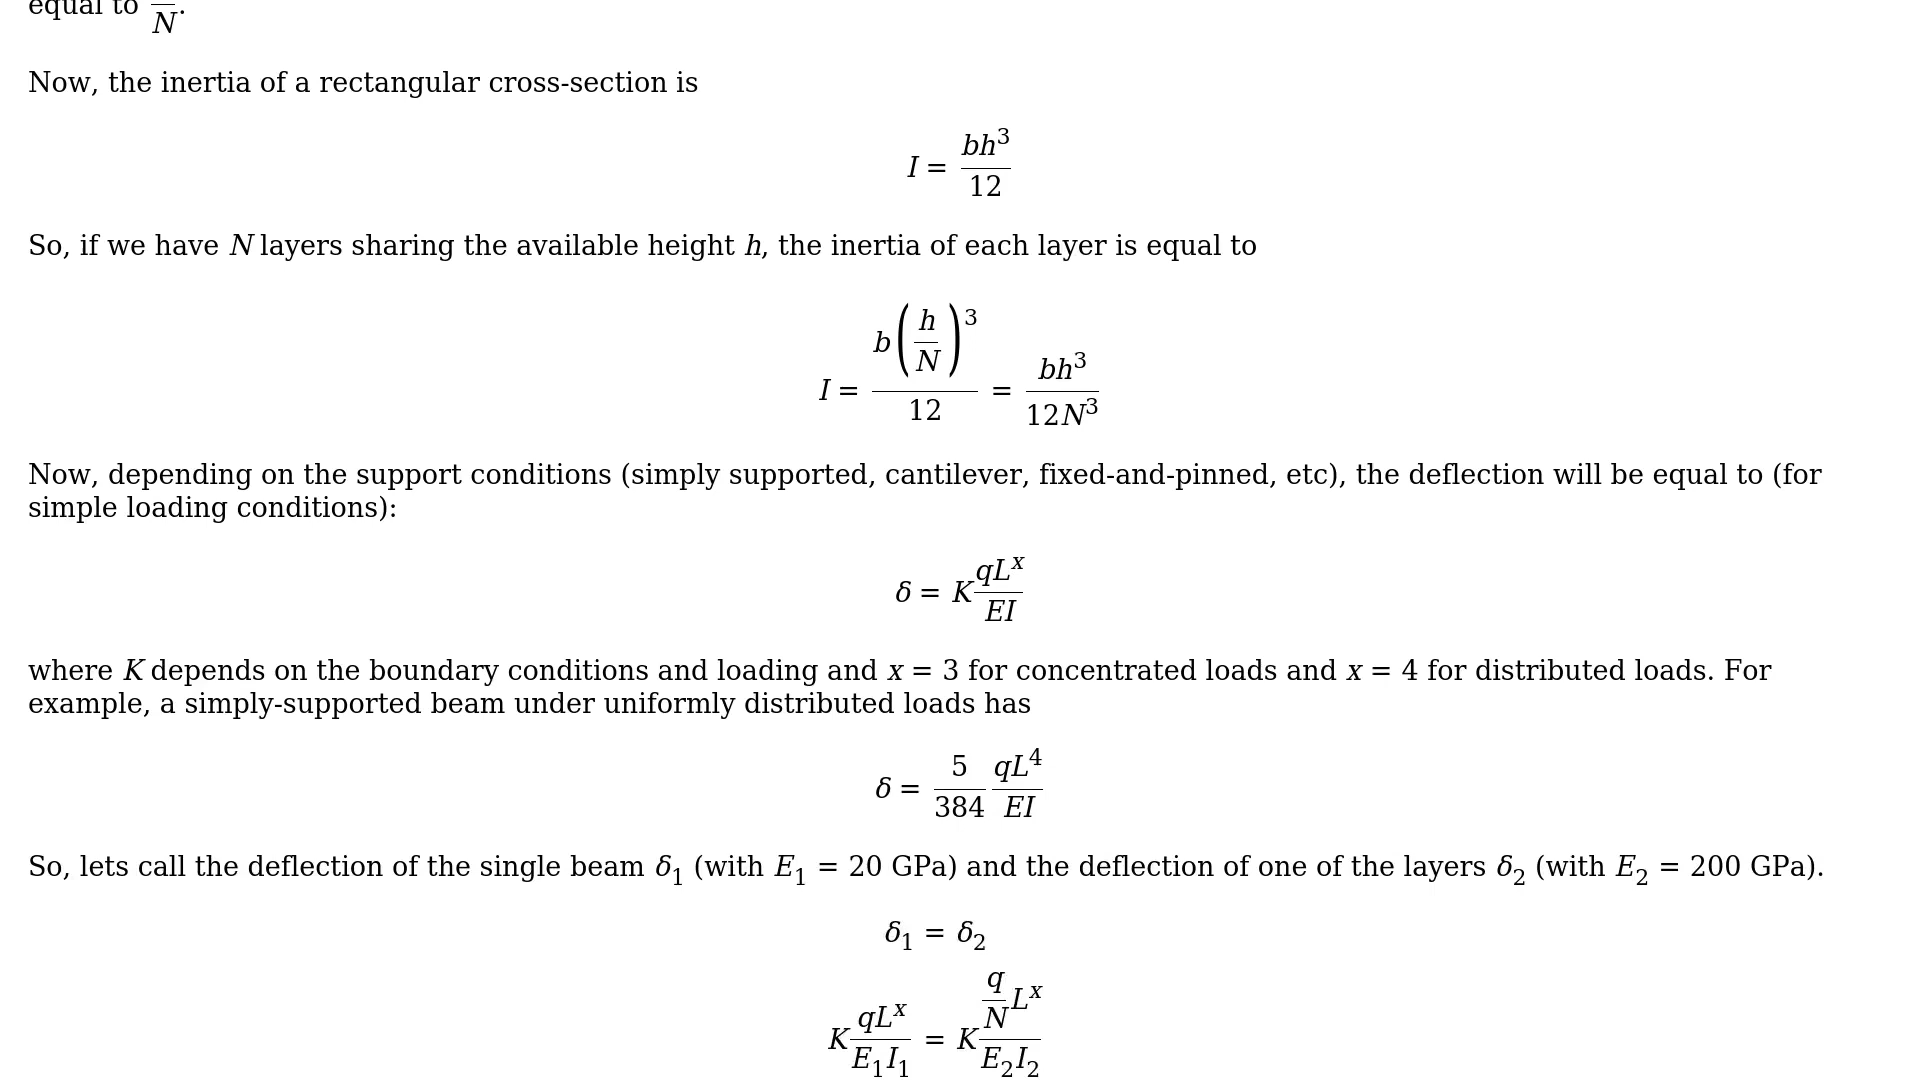 equal to N.
Now, the inertia of a rectangular cross-section is
I = bh³/12
So, if we have N layers sharing the available height h, the inertia of each layer is equal to
I = b(h/N)³/12 = bh³/12N³
Now, depending on the support conditions (simply supported, cantilever, fixed-and-pinned, etc), the deflection will be equal to (for
simple loading conditions):
δ = K qLˣ/EI
where K depends on the boundary conditions and loading and x = 3 for concentrated loads and x = 4 for distributed loads. For
example, a simply-supported beam under uniformly distributed loads has
δ = 5/384 qL⁴/EI
So, lets call the deflection of the single beam δ₁ (with E₁ = 20 GPa) and the deflection of one of the layers δ₂ (with E₂ = 200 GPa).
δ₁ = δ₂
K qLˣ/E₁I₁ = K (q/N)Lˣ/E₂I₂